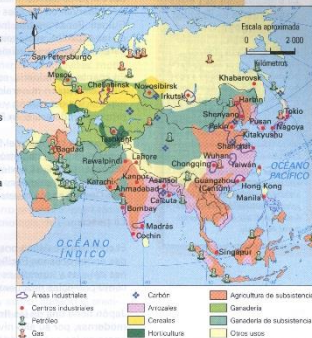 N
Escala aproximada
0 2 000
kilómetros
San Petersburgo
Moscú
Cheliabinsk
Novosibirsk
Irkutsk
Khabarovsk
Harbin
Shenyang
Pekín
Pusan
Tokio
Nagoya
Kitakyushu
Tashkent
Bagdad
Rawalpindi
Lahore
Shanghai
Wuhan
Chongqing
Taiwán
OCÉANO
PACÍFICO
Karachi
Kanpur
Asansol
Guangzhou
(Cantón)
Ahmadabad
Calcuta
Hong Kong
Bombay
Manila
Madrás
Cochin
OCÉANO
ÍNDICO
Singapur
Áreas industriales
Carbón
Agricultura de subsistencia
Centros industriales
Arrozales
Ganadería
Petróleo
Cereales
Ganadería de subsistencia
Gas
Horticultura
Otros usos